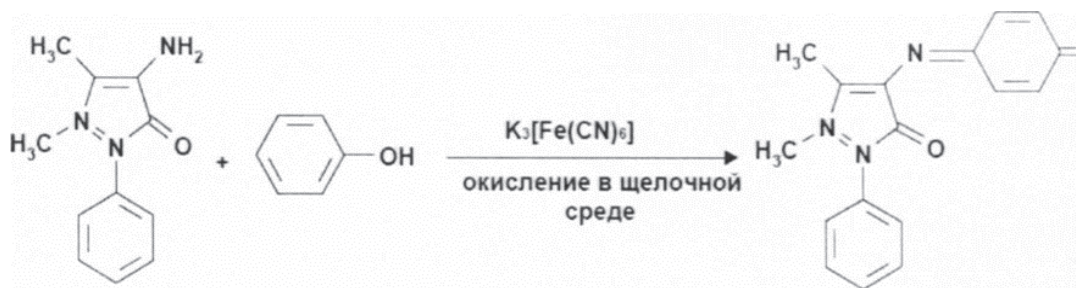 H3C
NH2
N
H3C
N
O
+
OH
K3[Fe(CN)6]
окисление в щелочной
среде
H3C
N
N
H3C
N
O